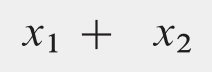 x₁ + x₂